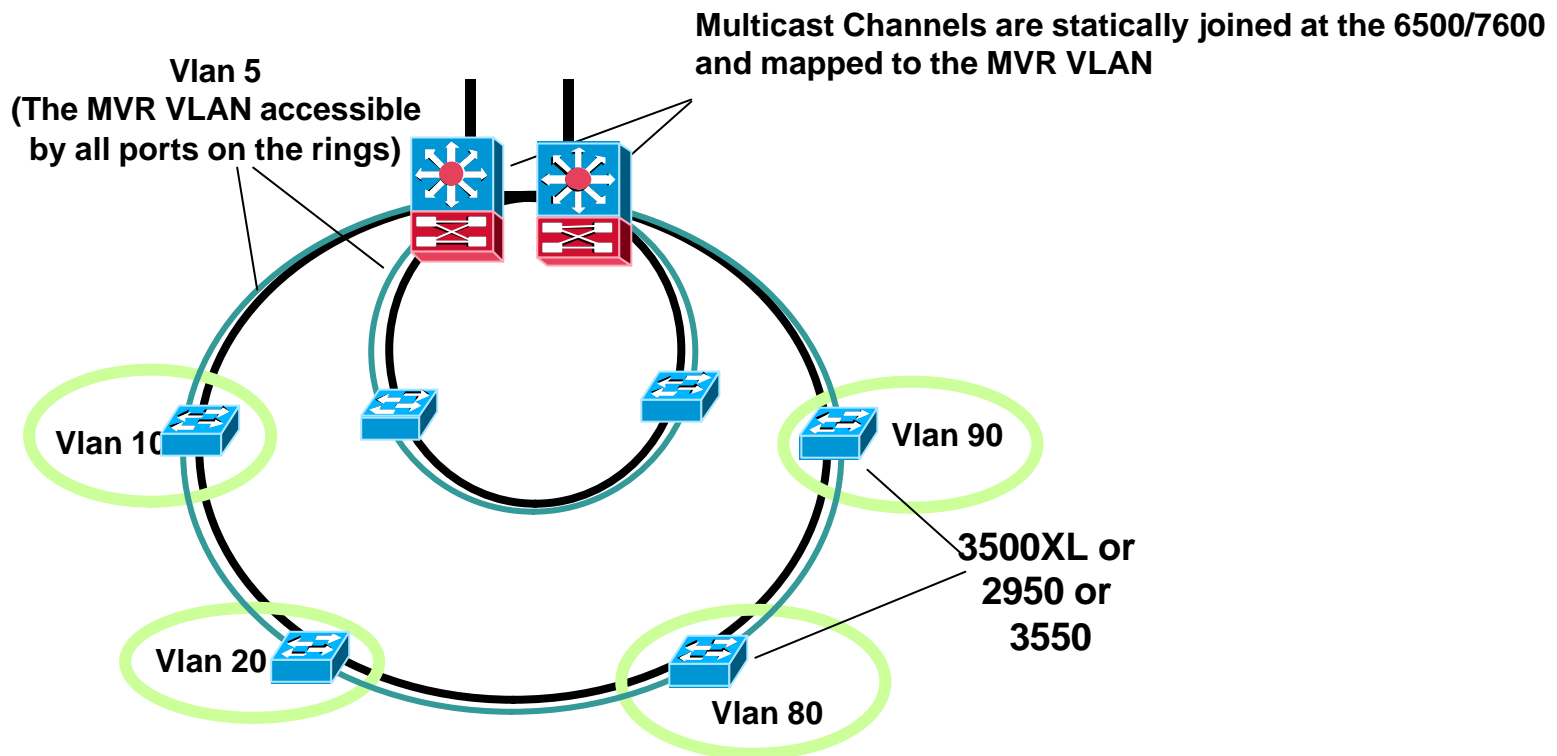 Multicast Channels are statically joined at the 6500/7600
and mapped to the MVR VLAN
Vlan 5
(The MVR VLAN accessible
by all ports on the rings)
Vlan 10
Vlan 90
3500XL or
2950 or
3550
Vlan 20
Vlan 80